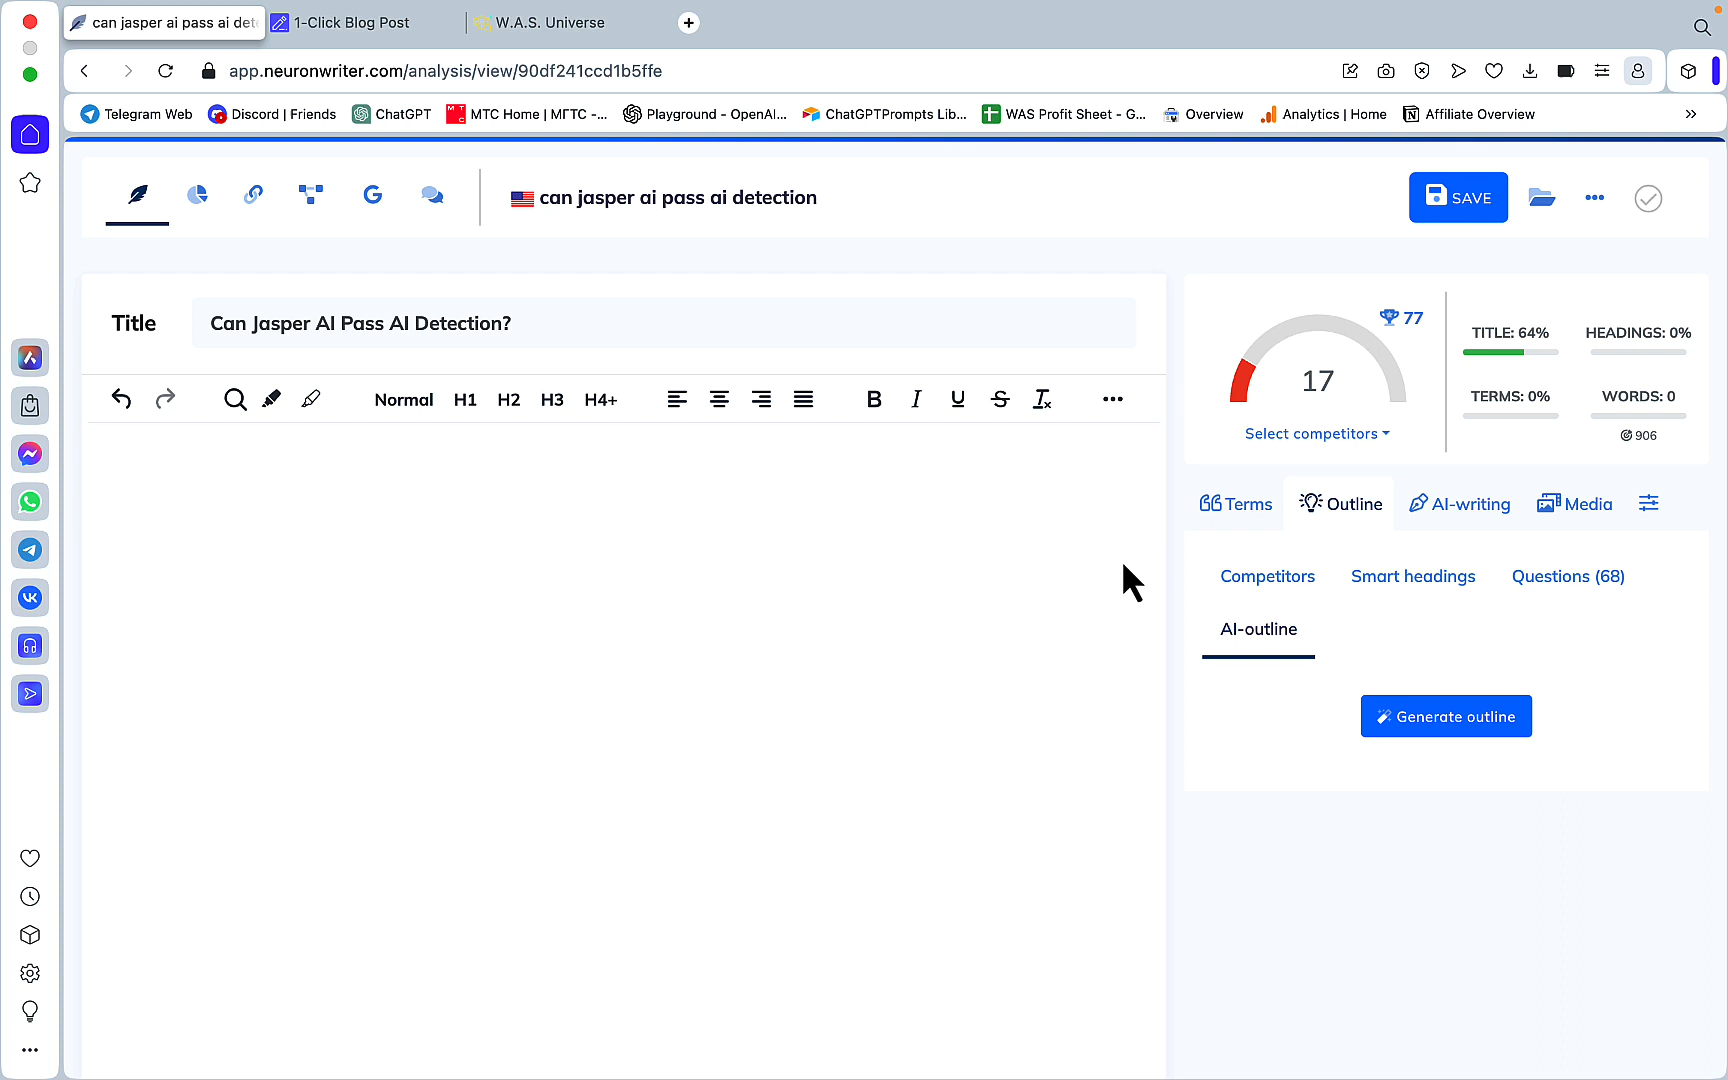 can jasper ai pass ai dete
1-Click Blog Post
W.A.S. Universe
app.neuronwriter.com/analysis/view/90df241ccd1b5ffe
Telegram Web
Discord | Friends
ChatGPT
МТС Home | МГТС -...
Playground - OpenAI...
ChatGPTPrompts Lib...
WAS Profit Sheet - G...
Overview
Analytics | Home
Affiliate Overview
can jasper ai pass ai detection
SAVE
Title
Can Jasper AI Pass AI Detection?
Normal H1 H2 H3 H4+
B I U S
77
17
Select competitors
TITLE: 64%
HEADINGS: 0%
TERMS: 0%
WORDS: 0
906
Terms
Outline
AI-writing
Media
Competitors
Smart headings
Questions (68)
AI-outline
Generate outline